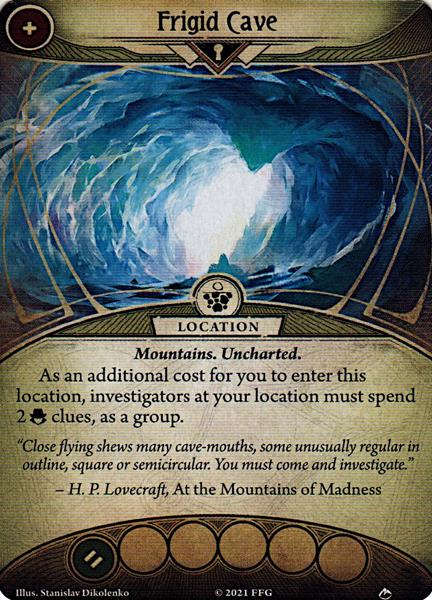 Frigid Cave
LOCATION
Mountains. Uncharted.
As an additional cost for you to enter this
location, investigators at your location must spend
2 clues, as a group.
“Close flying shews many cave-mouths, some unusually regular in
outline, square or semicircular. You must come and investigate.”
– H. P. Lovecraft, At the Mountains of Madness
Illus. Stanislav Dikolenko
© 2021 FFG